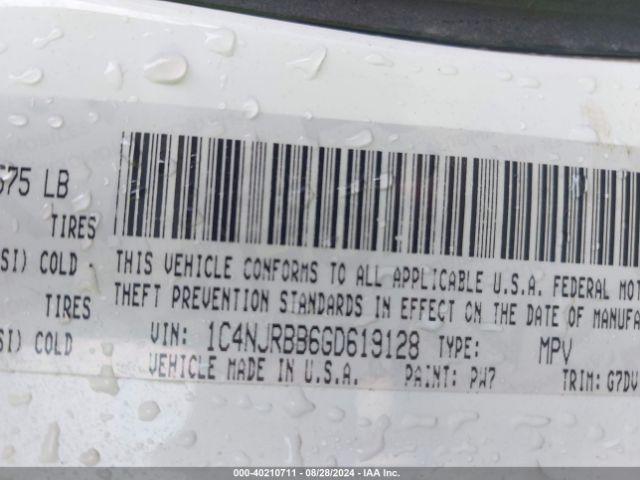 675 LB
TIRES
SI) COLD
TIRES
SI) COLD
THIS VEHICLE CONFORMS TO ALL APPLICABLE U.S.A. FEDERAL MOT
THEFT PREVENTION STANDARDS IN EFFECT ON THE DATE OF MANUFA
VIN: 1C4NJRBB6GD619128 TYPE: MPV
VEHICLE MADE IN U.S.A. PAINT: PW7 TRIM: G7DV
000-40210711 - 08/28/2024 - IAA Inc.